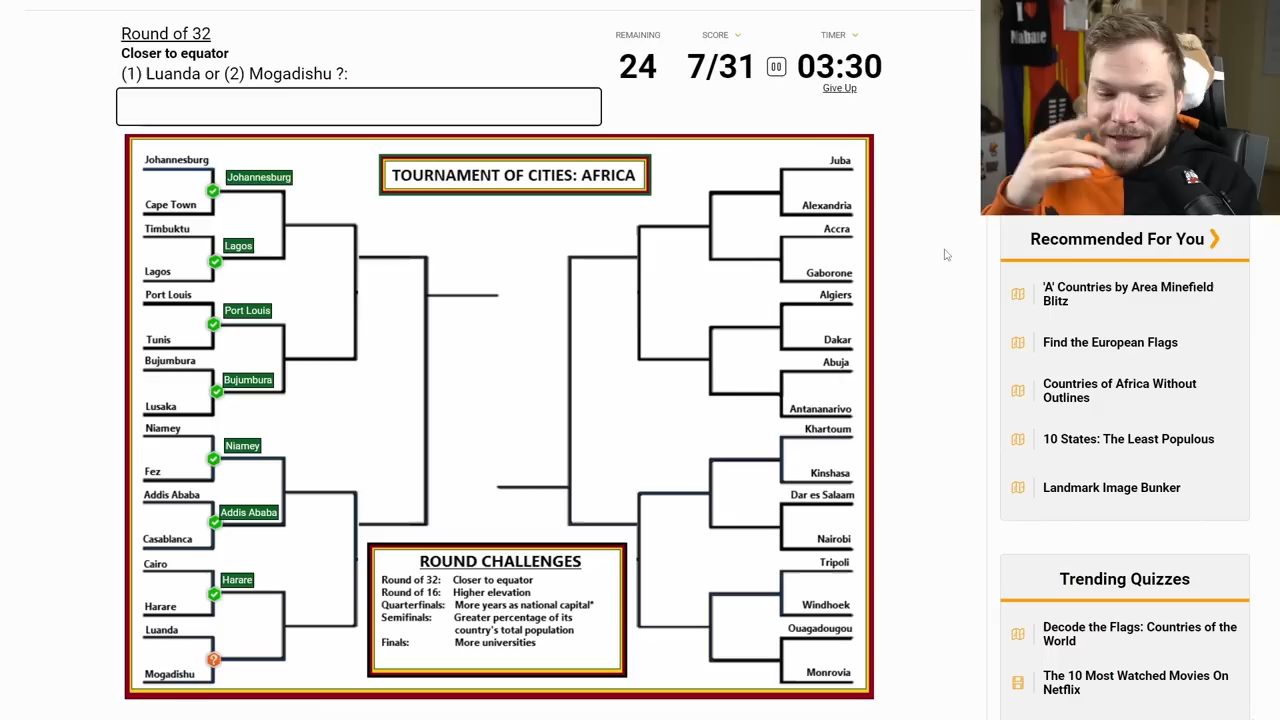 Round of 32
Closer to equator
(1) Luanda or (2) Mogadishu ?:
REMAINING
24
SCORE
7/31
TIMER
03:30
Give Up
TOURNAMENT OF CITIES: AFRICA
Johannesburg
Johannesburg
Cape Town
Timbuktu
Lagos
Lagos
Port Louis
Port Louis
Tunis
Bujumbura
Bujumbura
Lusaka
Niamey
Niamey
Fez
Addis Ababa
Addis Ababa
Casablanca
Cairo
Harare
Harare
Luanda
?
Mogadishu
Juba
Alexandria
Accra
Gaborone
Algiers
Dakar
Abuja
Antananarivo
Khartoum
Kinshasa
Dar es Salaam
Nairobi
Tripoli
Windhoek
Ouagadougou
Monrovia
ROUND CHALLENGES
Round of 32: Closer to equator
Round of 16: Higher elevation
Quarterfinals: More years as national capital*
Semifinals: Greater percentage of its
country's total population
Finals: More universities
I
Recommended For You
'A' Countries by Area Minefield
Blitz
Find the European Flags
Countries of Africa Without
Outlines
10 States: The Least Populous
Landmark Image Bunker
Trending Quizzes
Decode the Flags: Countries of the
World
The 10 Most Watched Movies On
Netflix